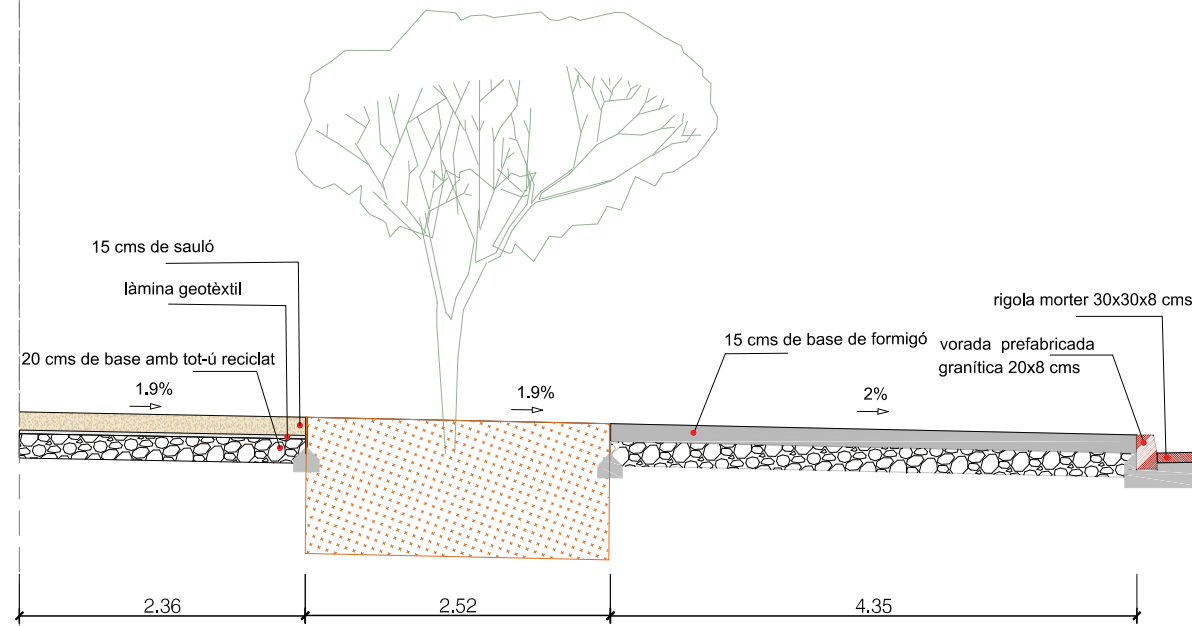 15 cms de sauló
làmina geotèxtil
20 cms de base amb tot-ú reciclat
1.9%
1.9%
15 cms de base de formigó
2%
rigola morter 30x30x8 cms
vorada prefabricada
granítica 20x8 cms
2.36
2.52
4.35